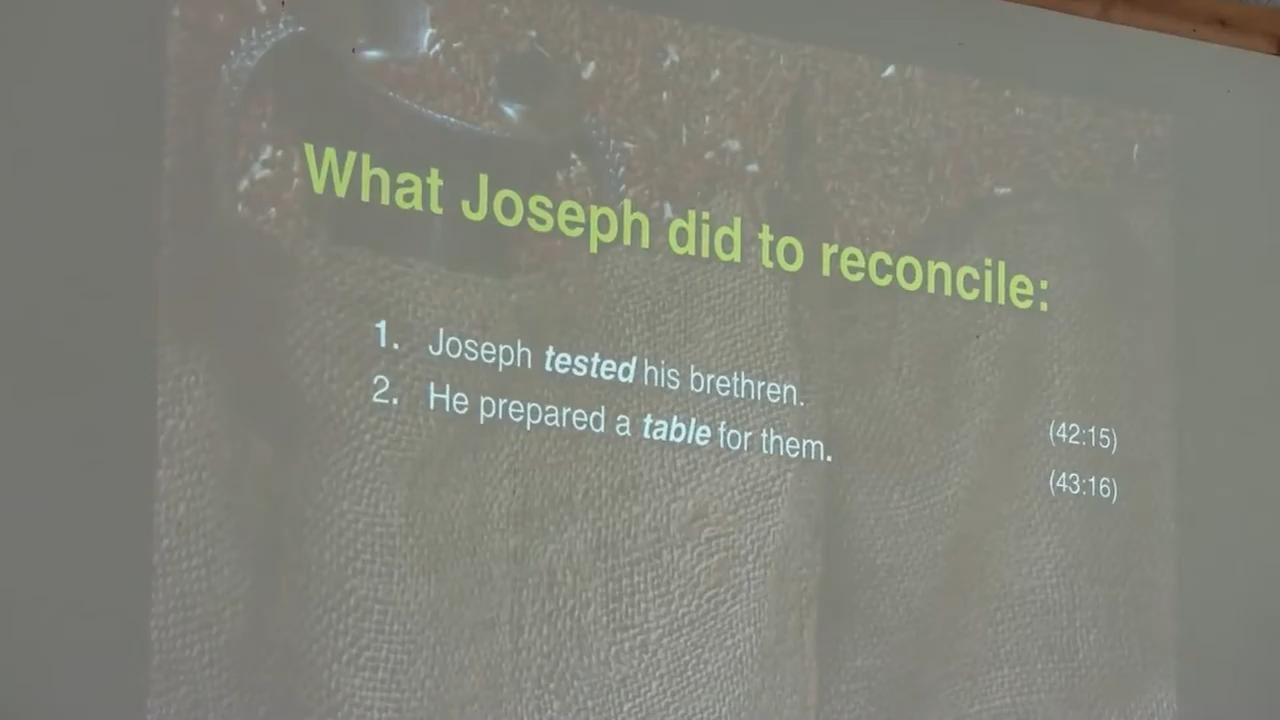 What Joseph did to reconcile:
1. Joseph tested his brethren. (42:15)
2. He prepared a table for them. (43:16)